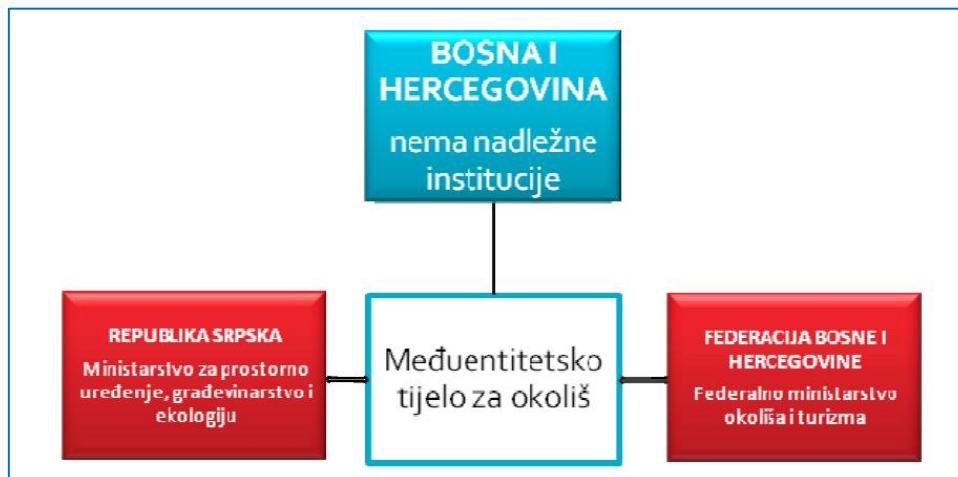 BOSNA I
HERCEGOVINA
nema nadležne
institucije
REPUBLIKA SRPSKA
Ministarstvo za prostorno
uređenje, građevinarstvo i
ekologiju
Međuentitetsko
tijelo za okoliš
FEDERACIJA BOSNE I
HERCEGOVINE
Federalno ministarstvo
okoliša i turizma